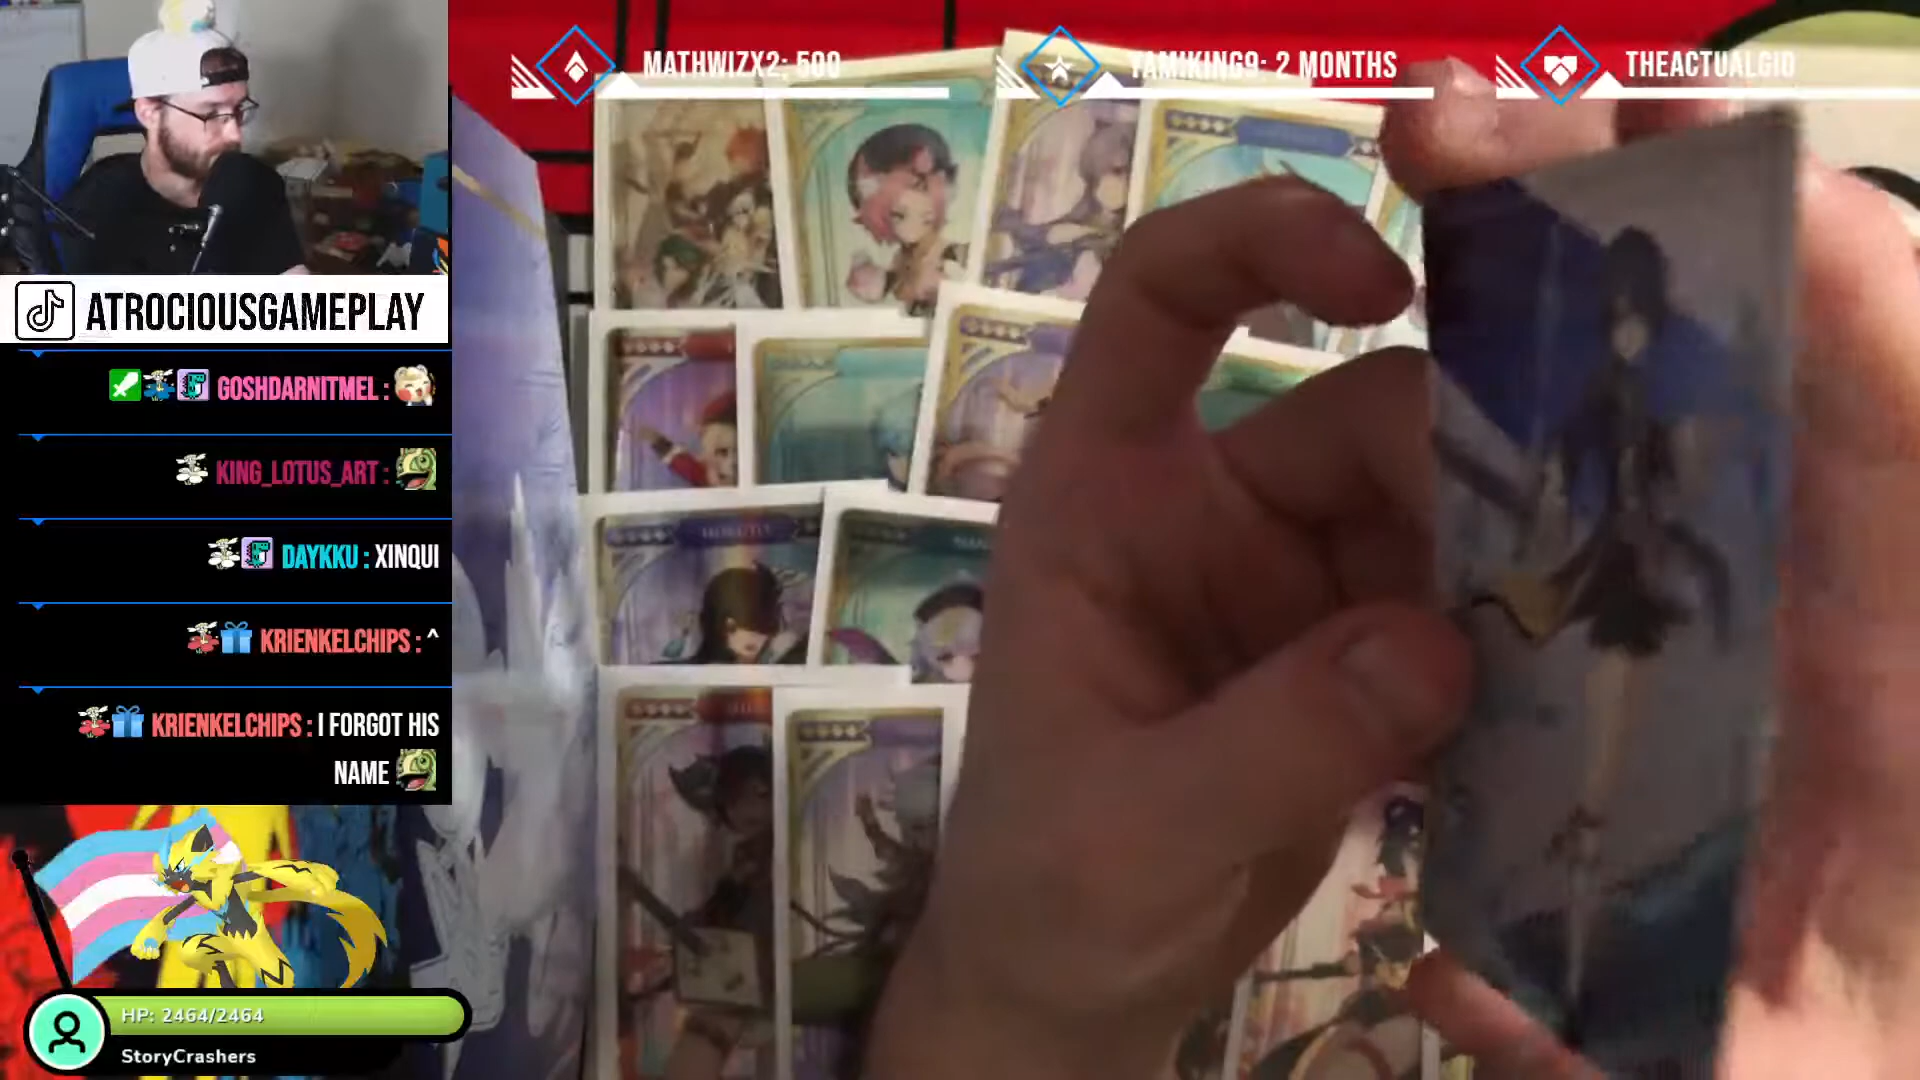 MATHWIZX2: 500
YAMIKING9: 2 MONTHS
THEACTUALGIO
ATROCIOUSGAMEPLAY
GOSHDARNITMEL :
KING_LOTUS_ART :
DAYKKU : XINQUI
KRIENKELCHIPS : ^
KRIENKELCHIPS : I FORGOT HIS
NAME
HP: 2464/2464
StoryCrashers